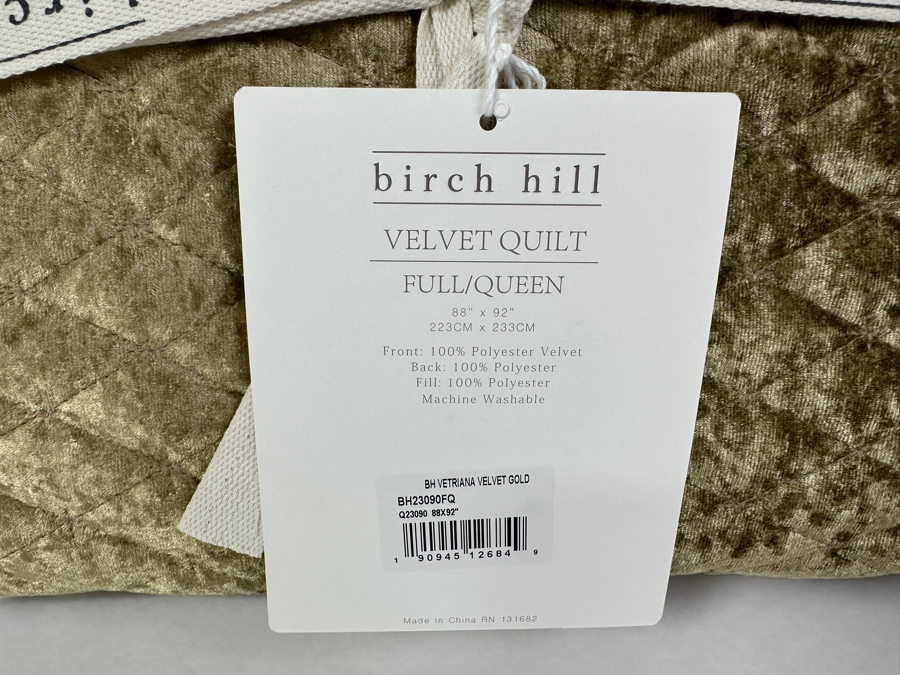 birch hill
VELVET QUILT
FULL/QUEEN
88" x 92"
223CM x 233CM
Front: 100% Polyester Velvet
Back: 100% Polyester
Fill: 100% Polyester
Machine Washable
BH VETRIANA VELVET GOLD
BH23090FQ
Q23090 88X92"
1 90945 12684 9
Made in China RN 131682